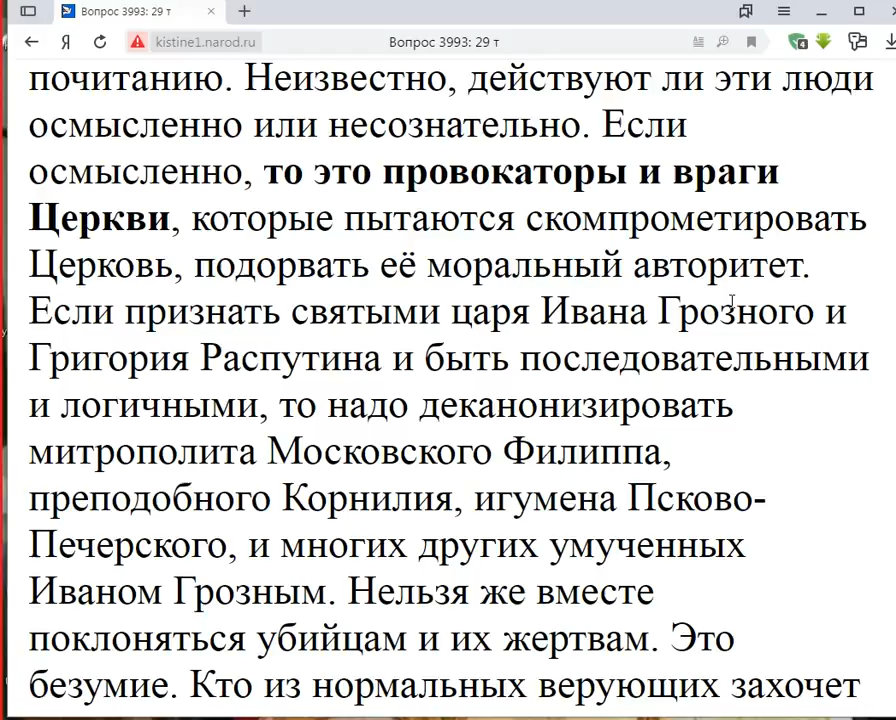 Вопрос 3993: 29 т
Я kistine1.narod.ru Вопрос 3993: 29 т 4
почитанию. Неизвестно, действуют ли эти люди
осмысленно или несознательно. Если
осмысленно, то это провокаторы и враги
Церкви, которые пытаются скомпрометировать
Церковь, подорвать её моральный авторитет.
Если признать святыми царя Ивана Грозного и
Григория Распутина и быть последовательными
и логичными, то надо деканонизировать
митрополита Московского Филиппа,
преподобного Корнилия, игумена Псково-
Печерского, и многих других умученных
Иваном Грозным. Нельзя же вместе
поклоняться убийцам и их жертвам. Это
безумие. Кто из нормальных верующих захочет